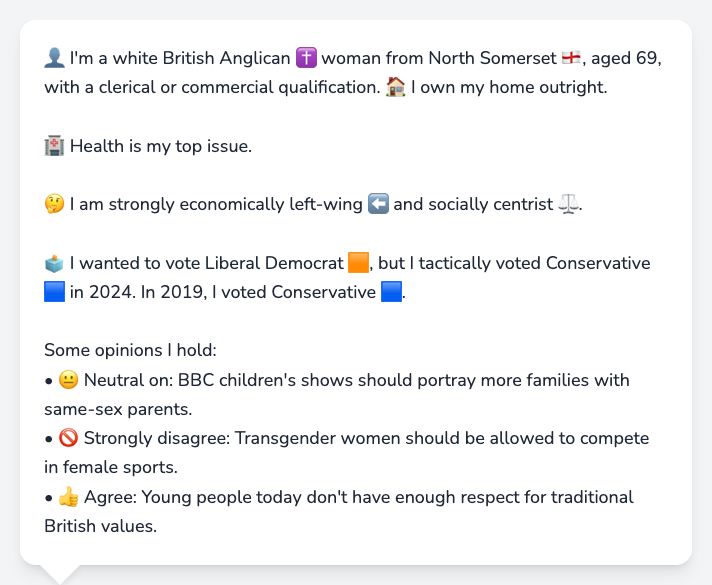 👤 I'm a white British Anglican ✝️ woman from North Somerset 🏴󠁧󠁢󠁥󠁮󠁧󠁿, aged 69,
with a clerical or commercial qualification. 🏠 I own my home outright.
🏥 Health is my top issue.
🤔 I am strongly economically left-wing ⬅️ and socially centrist ⚖️.
🗳️ I wanted to vote Liberal Democrat 🟧, but I tactically voted Conservative
🟦 in 2024. In 2019, I voted Conservative 🟦.
Some opinions I hold:
• 😐 Neutral on: BBC children's shows should portray more families with
same-sex parents.
• 🚫 Strongly disagree: Transgender women should be allowed to compete
in female sports.
• 👍 Agree: Young people today don't have enough respect for traditional
British values.